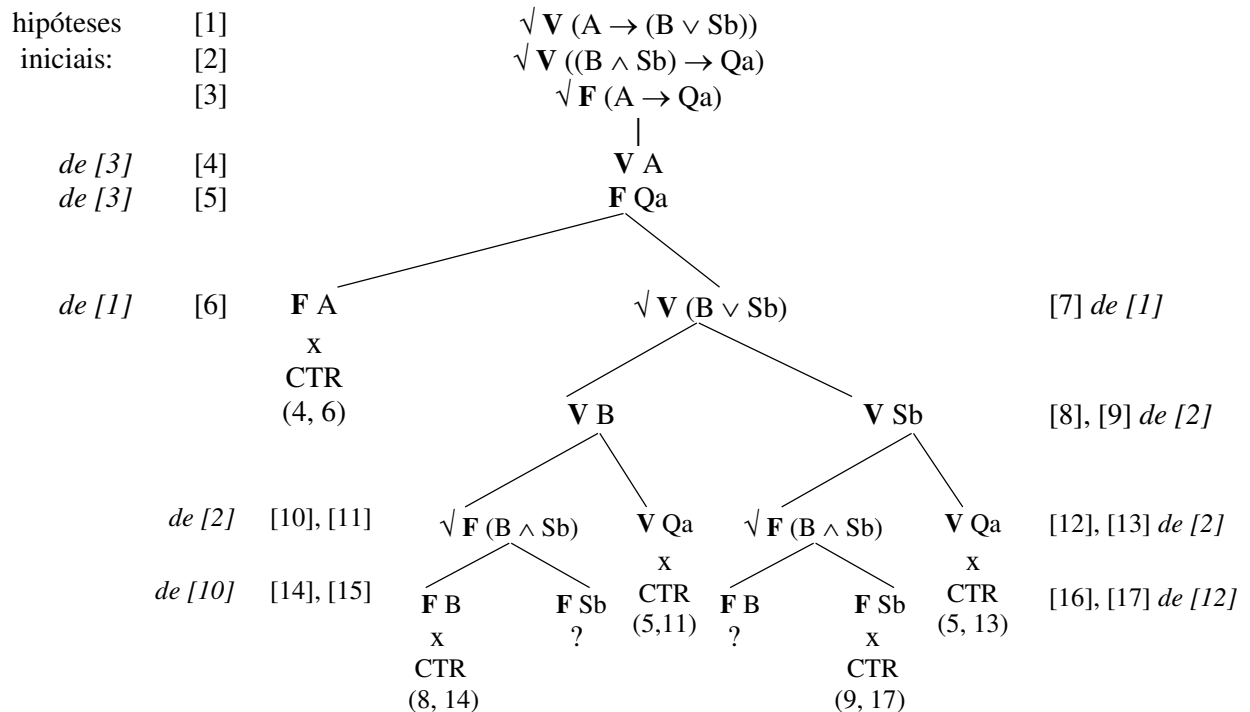 hipóteses [1] √ V (A → (B ∨ Sb))
iniciais: [2] √ V ((B ∧ Sb) → Qa)
[3] √ F (A → Qa)
de [3] [4] V A
de [3] [5] F Qa
de [1] [6] F A √ V (B ∨ Sb) [7] de [1]
x
CTR
(4, 6) V B V Sb [8], [9] de [2]
de [2] [10], [11] √ F (B ∧ Sb) V Qa √ F (B ∧ Sb) V Qa [12], [13] de [2]
x x
de [10] [14], [15] F B F Sb CTR F B F Sb CTR [16], [17] de [12]
x ? (5,11) ? x (5, 13)
CTR CTR
(8, 14) (9, 17)